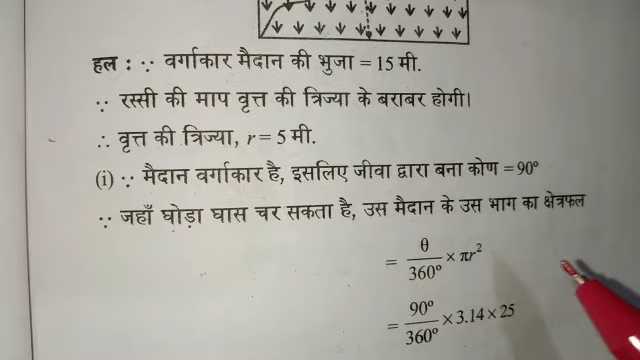 हल : ∵ वर्गाकार मैदान की भुजा = 15 मी.
∵ रस्सी की माप वृत्त की त्रिज्या के बराबर होगी।
∴ वृत्त की त्रिज्या, r = 5 मी.
(i) ∵ मैदान वर्गाकार है, इसलिए जीवा द्वारा बना कोण = 90°
∵ जहाँ घोड़ा घास चर सकता है, उस मैदान के उस भाग का क्षेत्रफल
= θ/360° × πr²
= 90°/360° × 3.14 × 25